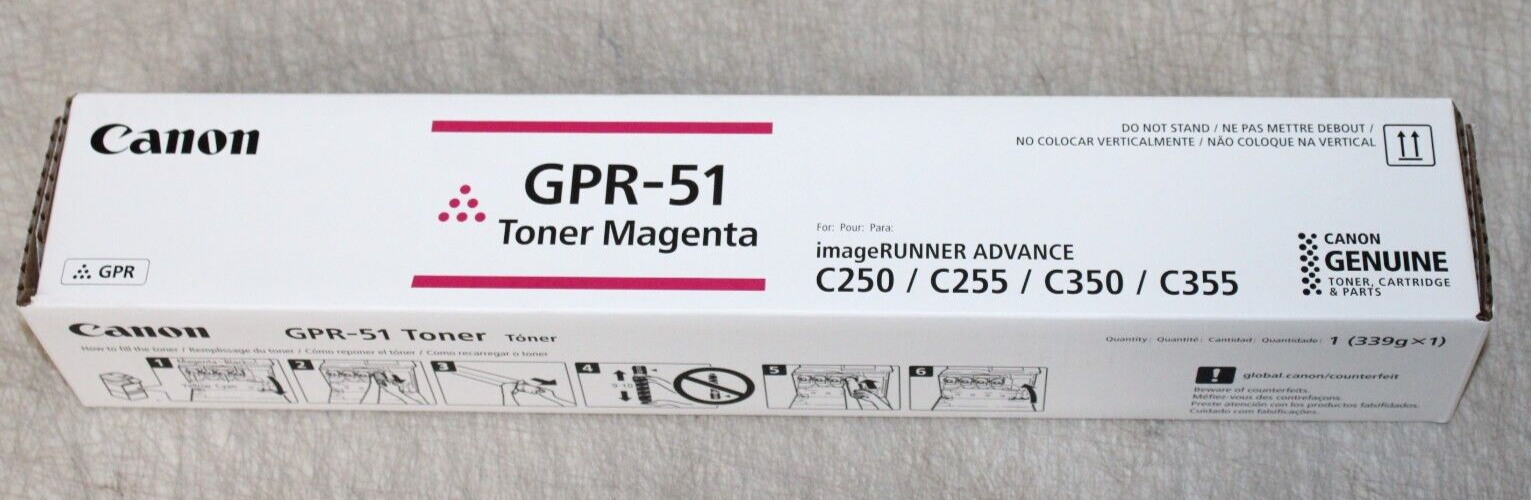 Canon
GPR-51
Toner Magenta
GPR
DO NOT STAND / NE PAS METTRE DEBOUT /
NO COLOCAR VERTICALMENTE / NÃO COLOQUE NA VERTICAL
For: Pour: Para:
imageRUNNER ADVANCE
C250 / C255 / C350 / C355
CANON
GENUINE
TONER, CARTRIDGE
& PARTS
Canon
GPR-51 Toner Tóner
How to fill the toner / Remplissage du toner / Cómo reponer el tóner / Como recarregar o toner
1
Magenta Black
Yellow Cyan
2
3
4
5
6
Quantity: Quantité: Cantidad: Quantidade: 1 (339g×1)
global.canon/counterfeit
Beware of counterfeits.
Méfiez-vous des contrefaçons.
Preste atención con los productos falsificados.
Cuidado com falsificações.